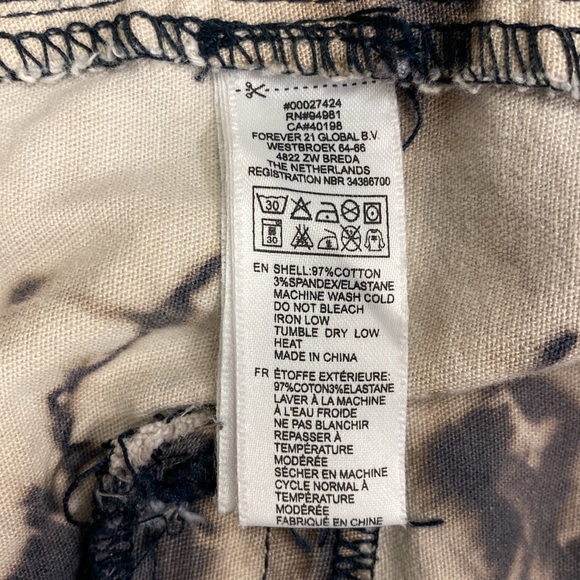 #00027424
RN#94981
CA#40198
FOREVER 21 GLOBAL B.V.
WESTBROEK 64-66
4822 ZW BREDA
THE NETHERLANDS
REGISTRATION NBR 34386700
30
30
EN SHELL:97%COTTON
3%SPANDEX/ELASTANE
MACHINE WASH COLD
DO NOT BLEACH
IRON LOW
TUMBLE DRY LOW
HEAT
MADE IN CHINA
FR ÉTOFFE EXTÉRIEURE:
97%COTON3%ELASTANE
LAVER À LA MACHINE
À L'EAU FROIDE
NE PAS BLANCHIR
REPASSER À
TEMPÉRATURE
MODÉRÉE
SÉCHER EN MACHINE
CYCLE NORMAL À
TEMPÉRATURE
MODÉRÉE
FABRIQUÉ EN CHINE